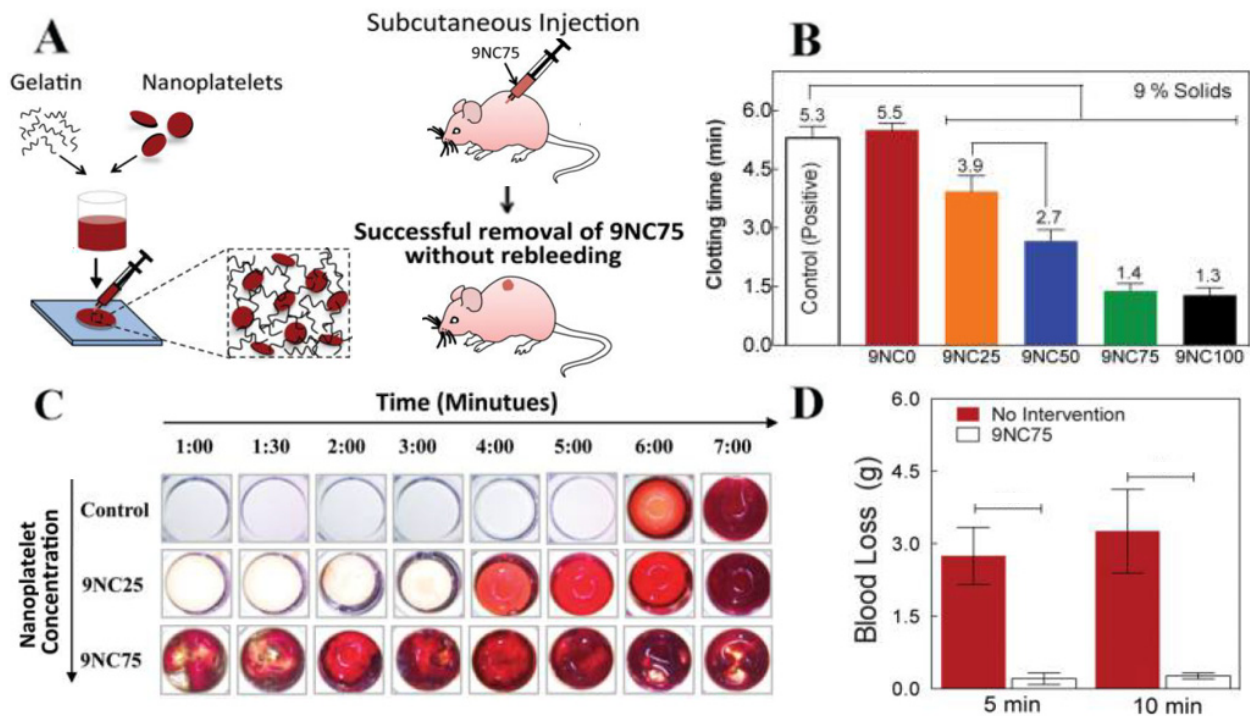 A
Gelatin
Nanoplatelets
Subcutaneous Injection
9NC75
Successful removal of 9NC75
without rebleeding
B
9 % Solids
Clotting time (min)
6.0
4.5
3.0
1.5
0.0
5.3
5.5
3.9
2.7
1.4
1.3
Control (Positive)
9NC0
9NC25
9NC50
9NC75
9NC100
C
Time (Minutues)
1:00 1:30 2:00 3:00 4:00 5:00 6:00 7:00
Nanoplatelet
Concentration
Control
9NC25
9NC75
D
Blood Loss (g)
6.0
4.5
3.0
1.5
0.0
No Intervention
9NC75
5 min
10 min